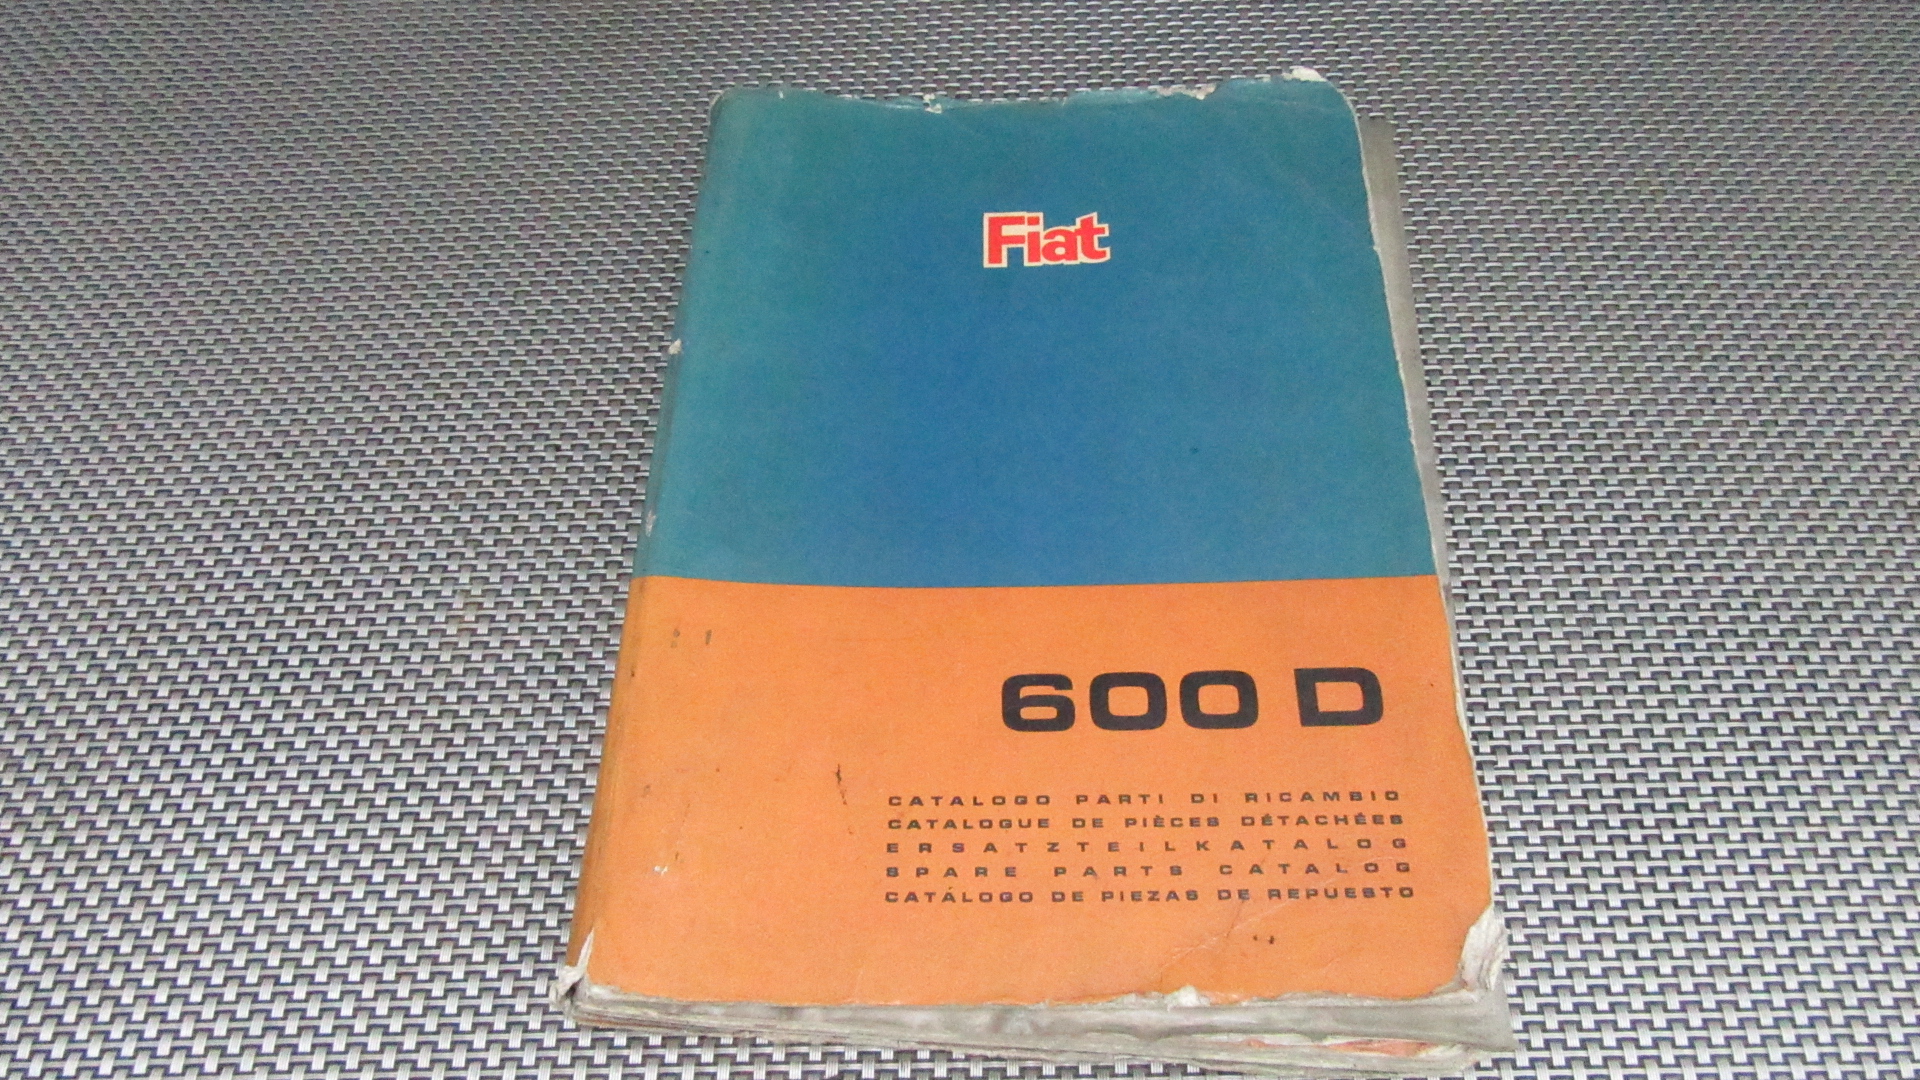 Fiat
600 D
CATALOGO PARTI DI RICAMBIO
CATALOGUE DE PIÈCES DÉTACHÉES
ERSATZTEILKATALOG
SPARE PARTS CATALOG
CATÁLOGO DE PIEZAS DE REPUESTO